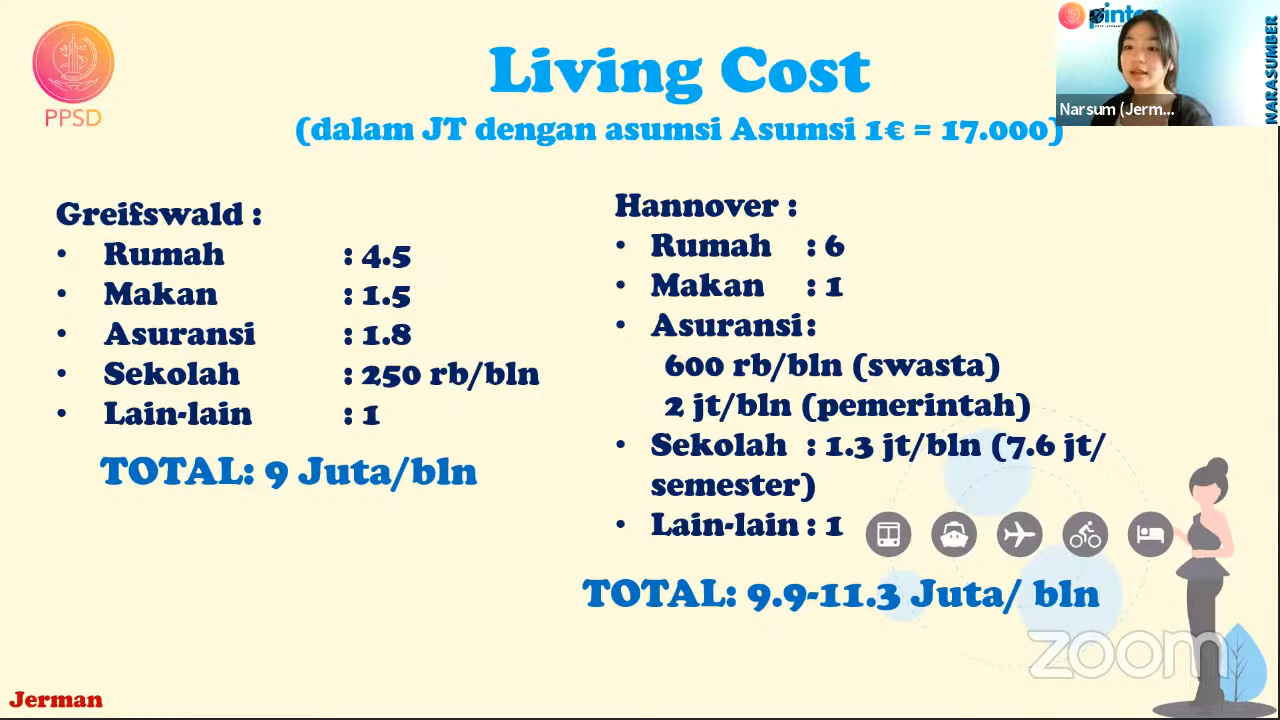 PPSD
Living Cost
(dalam JT dengan asumsi Asumsi 1€ = 17.000)
pinter
Narsum (Jerm...
NARASUMBER
Greifswald :
• Rumah : 4.5
• Makan : 1.5
• Asuransi : 1.8
• Sekolah : 250 rb/bln
• Lain-lain : 1
TOTAL: 9 Juta/bln
Hannover :
• Rumah : 6
• Makan : 1
• Asuransi :
600 rb/bln (swasta)
2 jt/bln (pemerintah)
• Sekolah : 1.3 jt/bln (7.6 jt/
semester)
• Lain-lain : 1
TOTAL: 9.9-11.3 Juta/ bln
zoom
Jerman